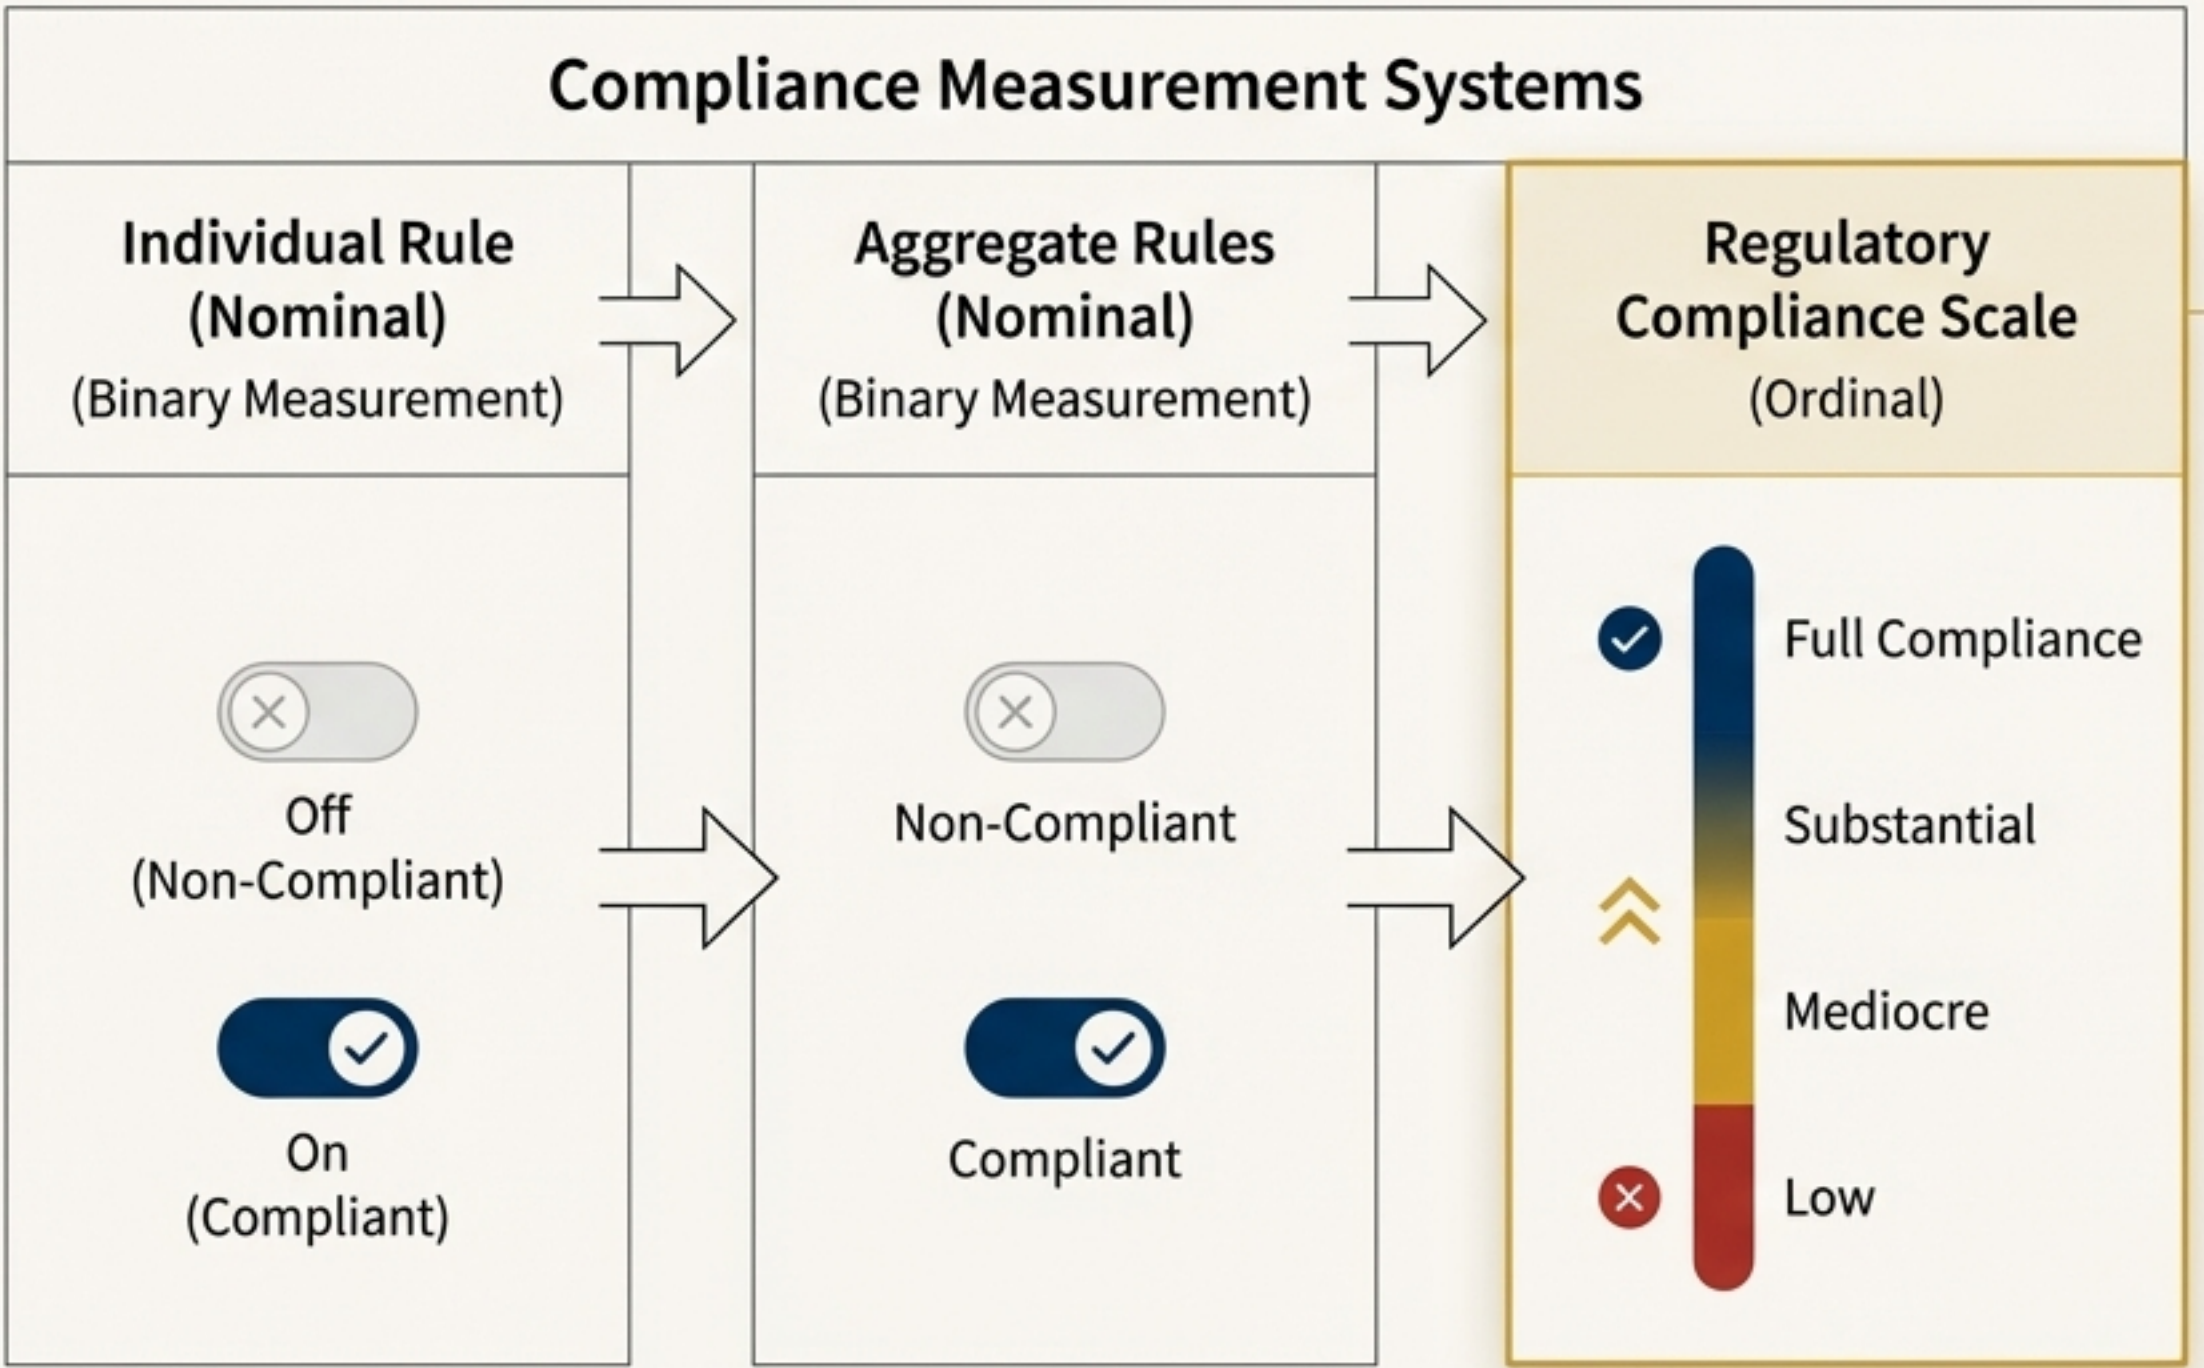 Compliance Measurement Systems
Individual Rule
(Nominal)
(Binary Measurement)
Off
(Non-Compliant)
On
(Compliant)
Aggregate Rules
(Nominal)
(Binary Measurement)
Non-Compliant
Compliant
Regulatory
Compliance Scale
(Ordinal)
Full Compliance
Substantial
Mediocre
Low